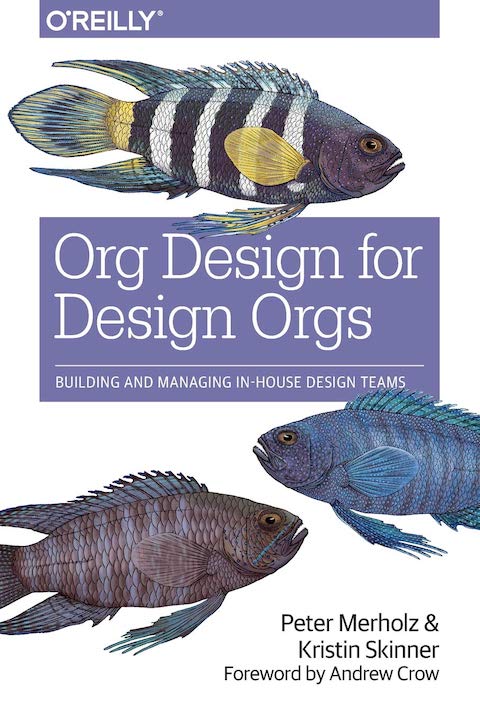 O'REILLY®
Org Design for
Design Orgs
BUILDING AND MANAGING IN-HOUSE DESIGN TEAMS
Peter Merholz &
Kristin Skinner
Foreword by Andrew Crow